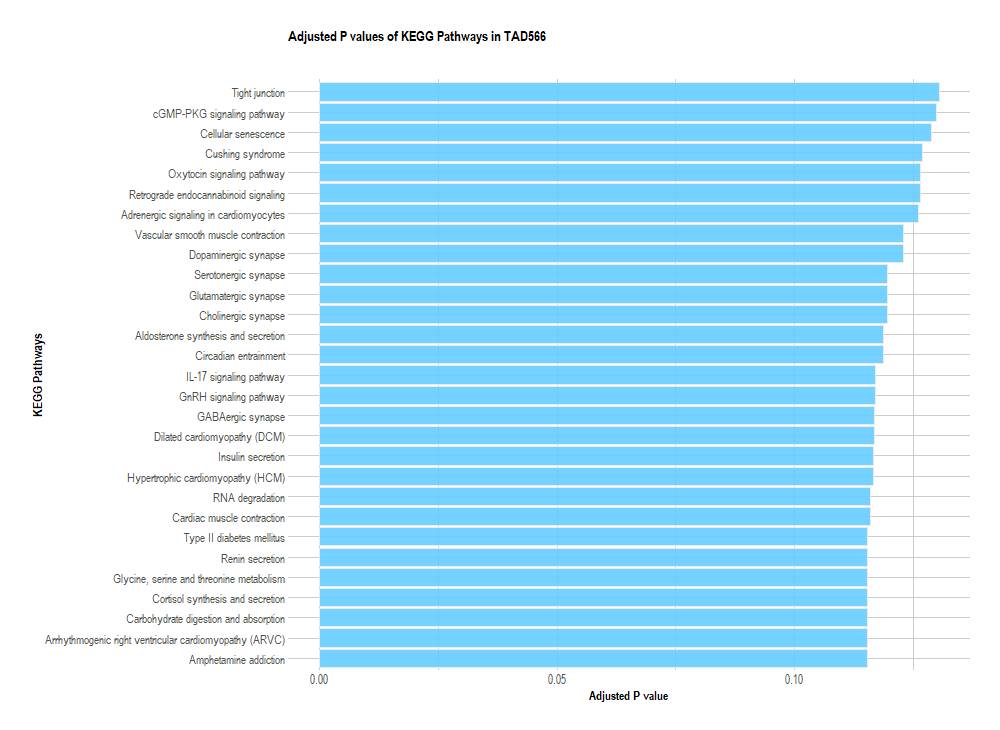 Adjusted P values of KEGG Pathways in TAD566
Tight junction
cGMP-PKG signaling pathway
Cellular senescence
Cushing syndrome
Oxytocin signaling pathway
Retrograde endocannabinoid signaling
Adrenergic signaling in cardiomyocytes
Vascular smooth muscle contraction
Dopaminergic synapse
Serotonergic synapse
Glutamatergic synapse
Cholinergic synapse
Aldosterone synthesis and secretion
Circadian entrainment
IL-17 signaling pathway
GnRH signaling pathway
GABAergic synapse
Dilated cardiomyopathy (DCM)
Insulin secretion
Hypertrophic cardiomyopathy (HCM)
RNA degradation
Cardiac muscle contraction
Type II diabetes mellitus
Renin secretion
Glycine, serine and threonine metabolism
Cortisol synthesis and secretion
Carbohydrate digestion and absorption
Arrhythmogenic right ventricular cardiomyopathy (ARVC)
Amphetamine addiction
KEGG Pathways
0.00 0.05 0.10
Adjusted P value